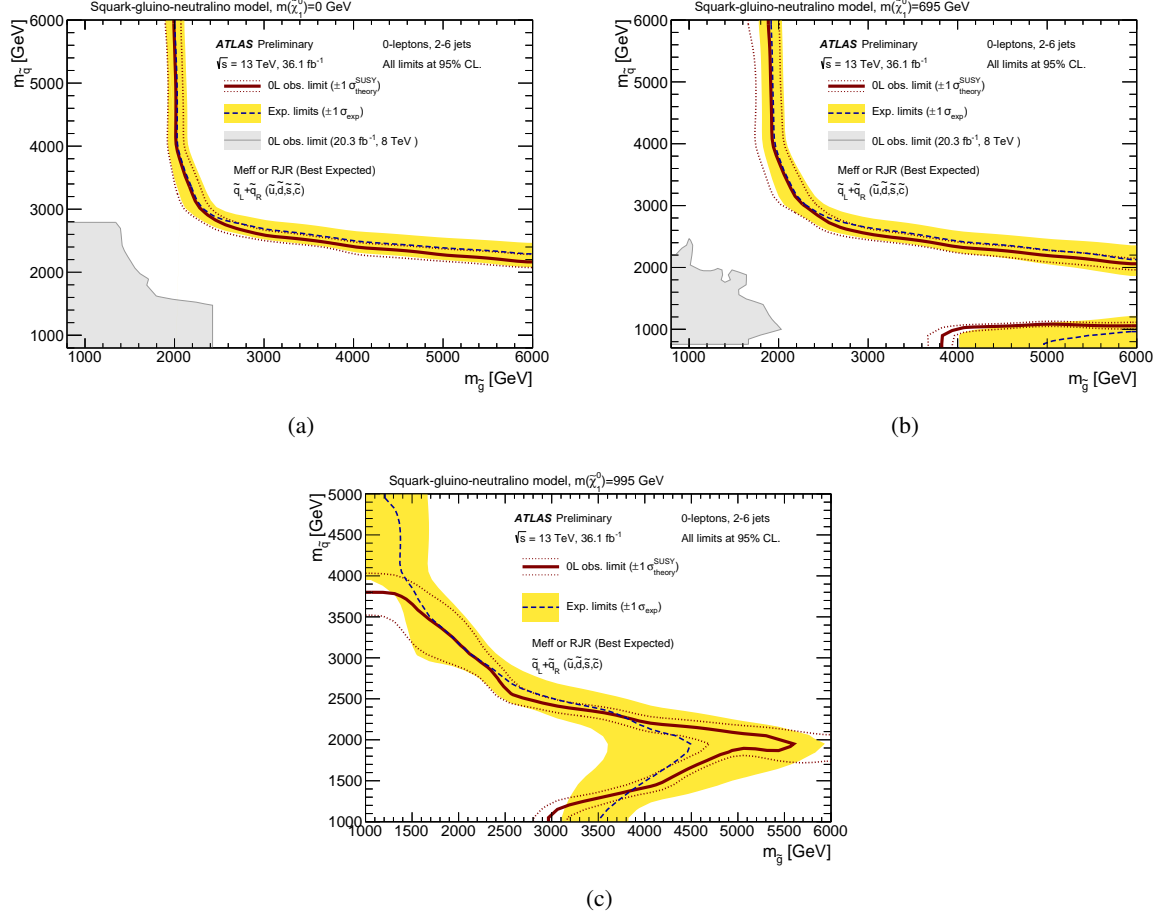 Squark-gluino-neutralino model, m(χ̃₁⁰)=0 GeV
m_q̃ [GeV]
6000
5000
4000
3000
2000
1000
ATLAS Preliminary
0-leptons, 2-6 jets
√s = 13 TeV, 36.1 fb⁻¹
All limits at 95% CL.
0L obs. limit (±1 σ_theory^SUSY)
Exp. limits (±1 σ_exp)
0L obs. limit (20.3 fb⁻¹, 8 TeV )
Meff or RJR (Best Expected)
q̃_L+q̃_R (ũ,d̃,s̃,c̃)
1000 2000 3000 4000 5000 6000
m_g̃ [GeV]
(a)
Squark-gluino-neutralino model, m(χ̃₁⁰)=695 GeV
m_q̃ [GeV]
6000
5000
4000
3000
2000
1000
ATLAS Preliminary
0-leptons, 2-6 jets
√s = 13 TeV, 36.1 fb⁻¹
All limits at 95% CL.
0L obs. limit (±1 σ_theory^SUSY)
Exp. limits (±1 σ_exp)
0L obs. limit (20.3 fb⁻¹, 8 TeV )
Meff or RJR (Best Expected)
q̃_L+q̃_R (ũ,d̃,s̃,c̃)
1000 2000 3000 4000 5000 6000
m_g̃ [GeV]
(b)
Squark-gluino-neutralino model, m(χ̃₁⁰)=995 GeV
m_q̃ [GeV]
5000
4500
4000
3500
3000
2500
2000
1500
1000
ATLAS Preliminary
0-leptons, 2-6 jets
√s = 13 TeV, 36.1 fb⁻¹
All limits at 95% CL.
0L obs. limit (±1 σ_theory^SUSY)
Exp. limits (±1 σ_exp)
Meff or RJR (Best Expected)
q̃_L+q̃_R (ũ,d̃,s̃,c̃)
1000 1500 2000 2500 3000 3500 4000 4500 5000 5500 6000
m_g̃ [GeV]
(c)